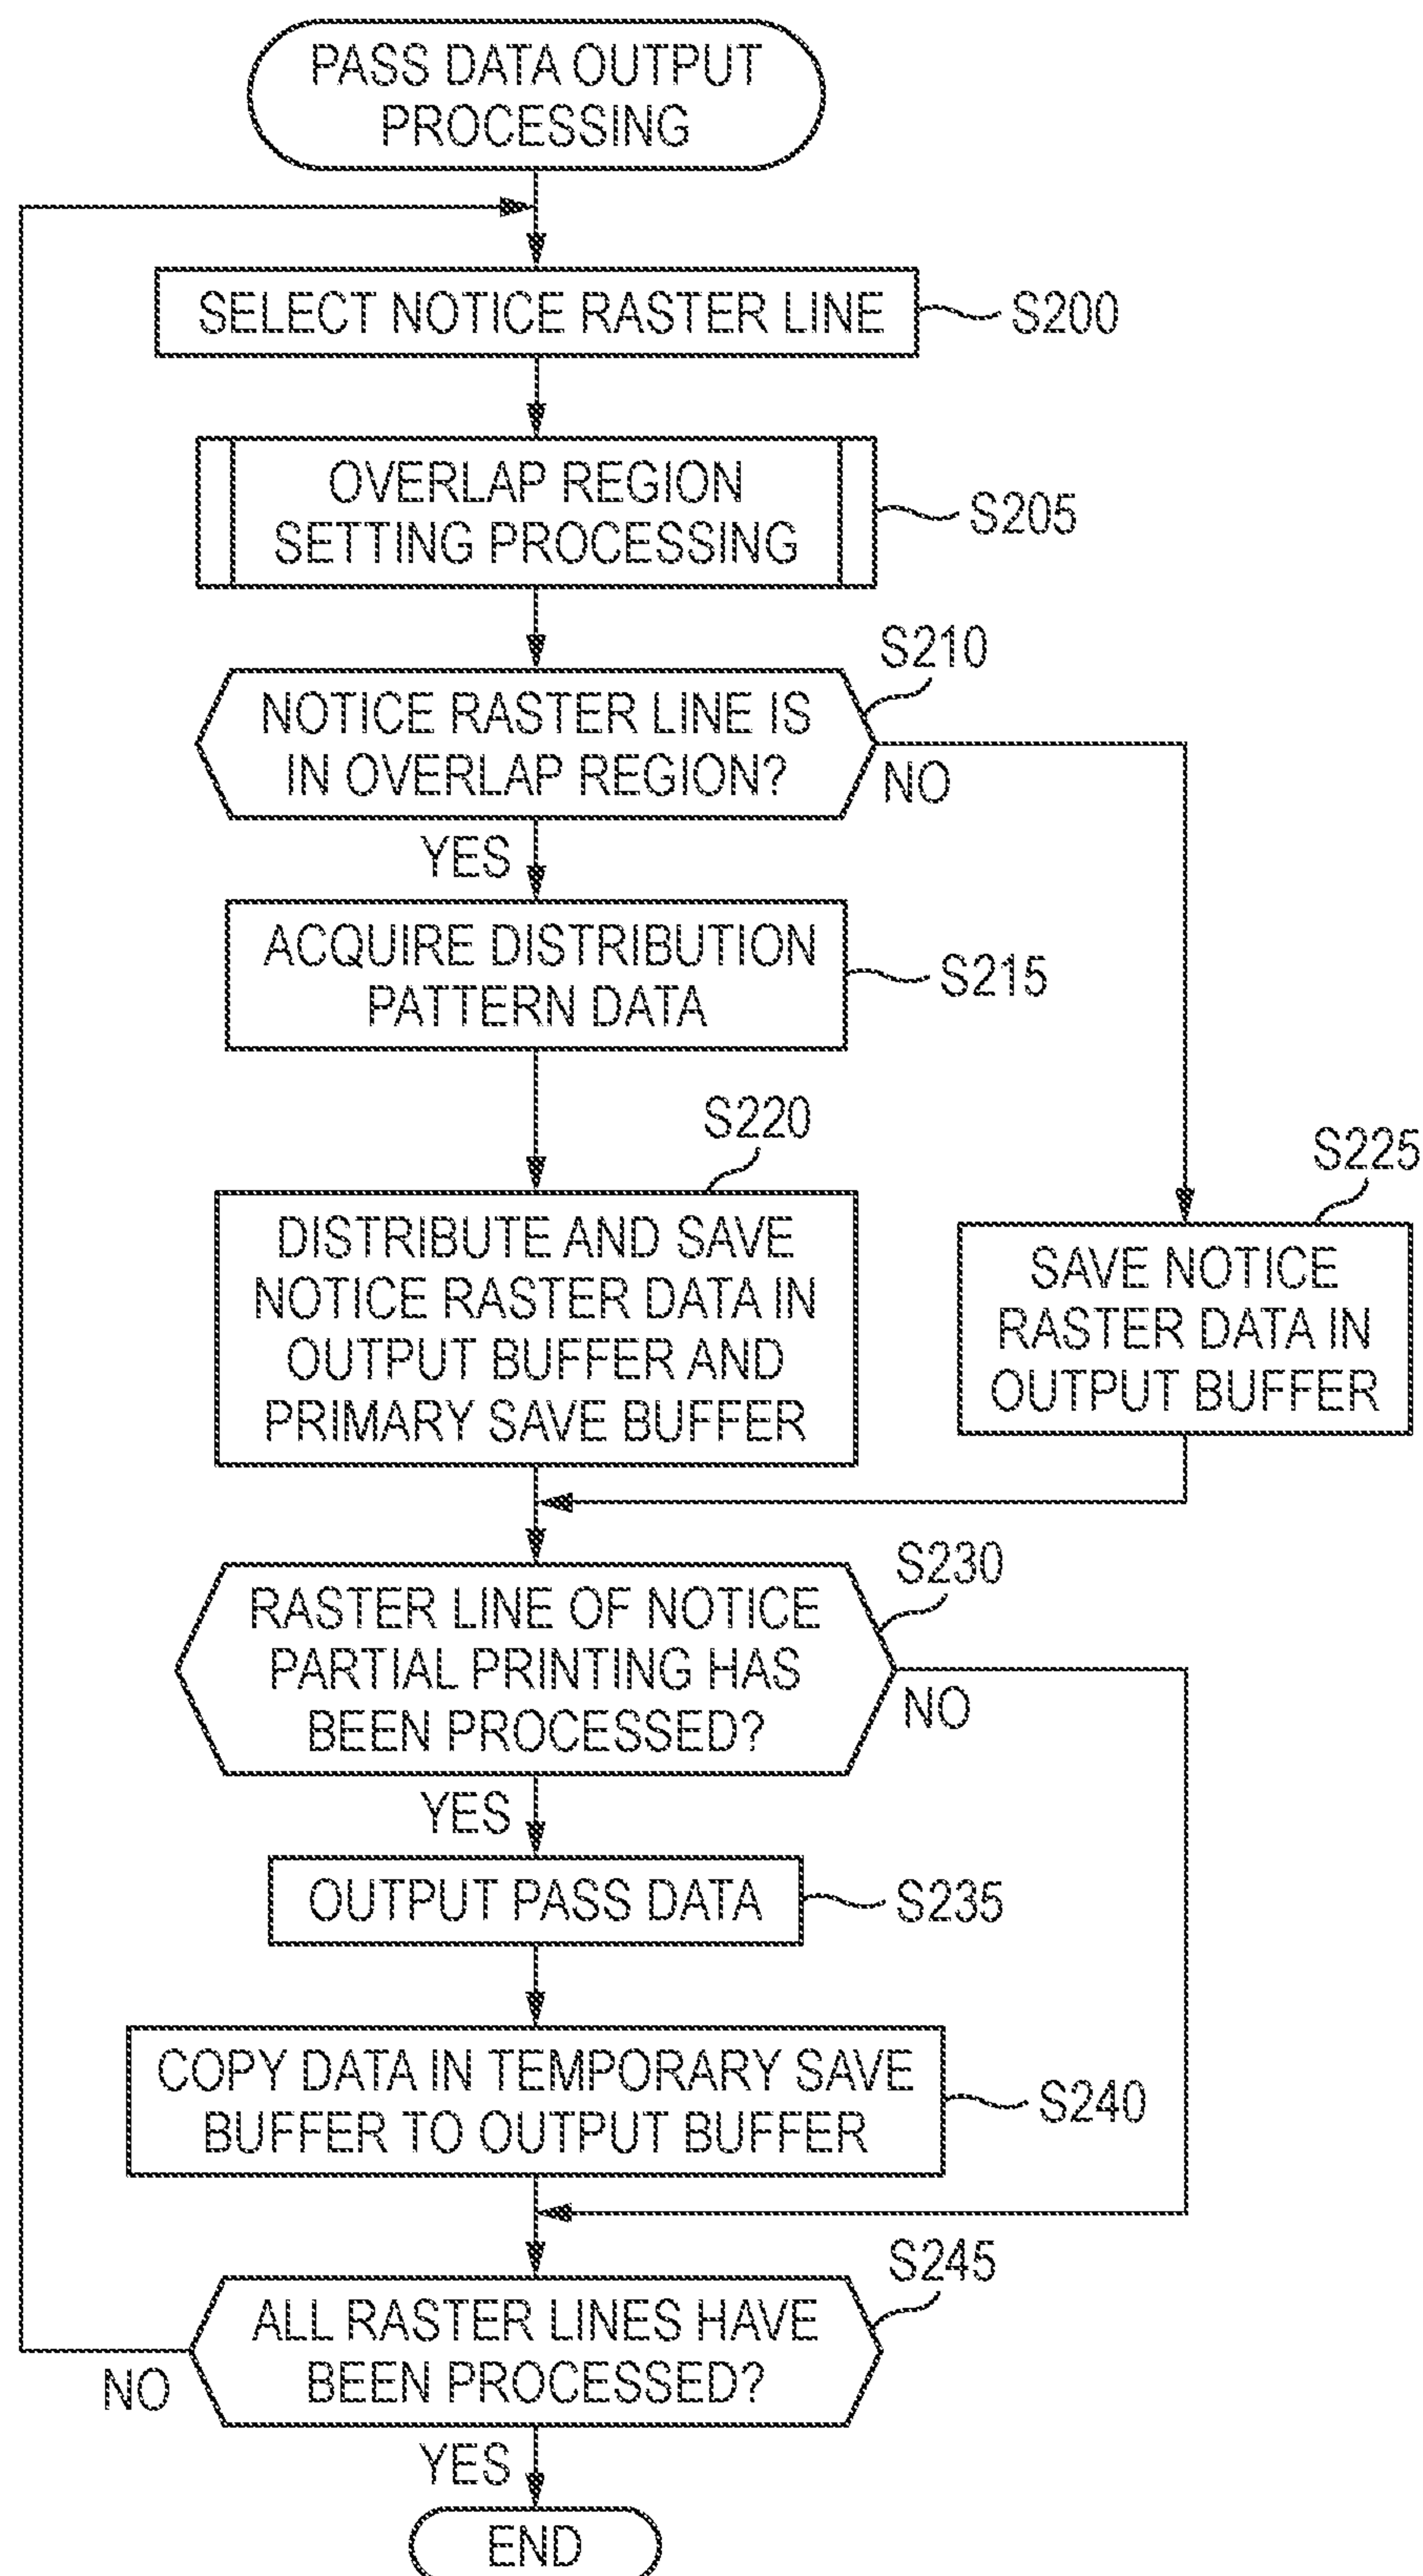 PASS DATA OUTPUT
PROCESSING
SELECT NOTICE RASTER LINE
S200
OVERLAP REGION
SETTING PROCESSING
S205
S210
NOTICE RASTER LINE IS
IN OVERLAP REGION?
NO
YES
ACQUIRE DISTRIBUTION
PATTERN DATA
S215
S220
DISTRIBUTE AND SAVE
NOTICE RASTER DATA IN
OUTPUT BUFFER AND
PRIMARY SAVE BUFFER
S225
SAVE NOTICE
RASTER DATA IN
OUTPUT BUFFER
S230
RASTER LINE OF NOTICE
PARTIAL PRINTING HAS
BEEN PROCESSED?
NO
YES
OUTPUT PASS DATA
S235
COPY DATA IN TEMPORARY SAVE
BUFFER TO OUTPUT BUFFER
S240
S245
ALL RASTER LINES HAVE
BEEN PROCESSED?
NO
YES
END